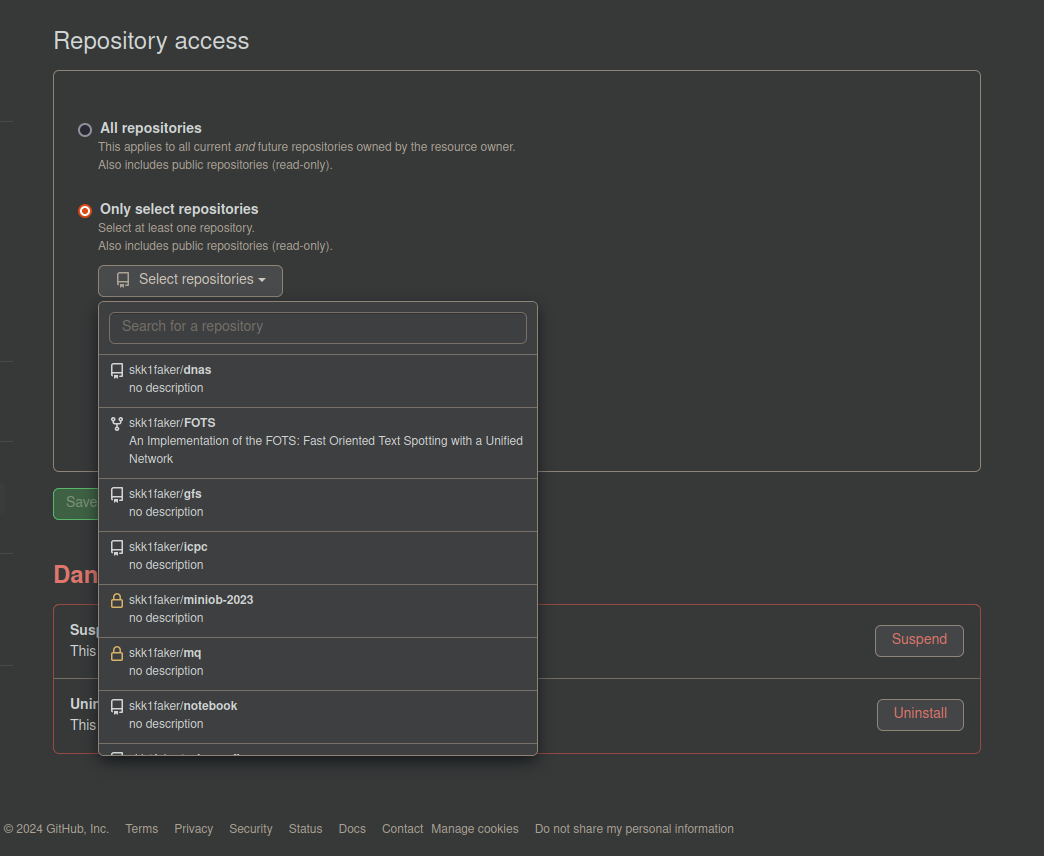 Repository access
All repositories
This applies to all current and future repositories owned by the resource owner.
Also includes public repositories (read-only).
Only select repositories
Select at least one repository.
Also includes public repositories (read-only).
Select repositories
Search for a repository
skk1faker/dnas
no description
skk1faker/FOTS
An Implementation of the FOTS: Fast Oriented Text Spotting with a Unified
Network
skk1faker/gfs
no description
skk1faker/icpc
no description
skk1faker/miniob-2023
no description
skk1faker/mq
no description
skk1faker/notebook
no description
Save
Dan
Sus
This
Suspend
Unin
This
Uninstall
© 2024 GitHub, Inc. Terms Privacy Security Status Docs Contact Manage cookies Do not share my personal information